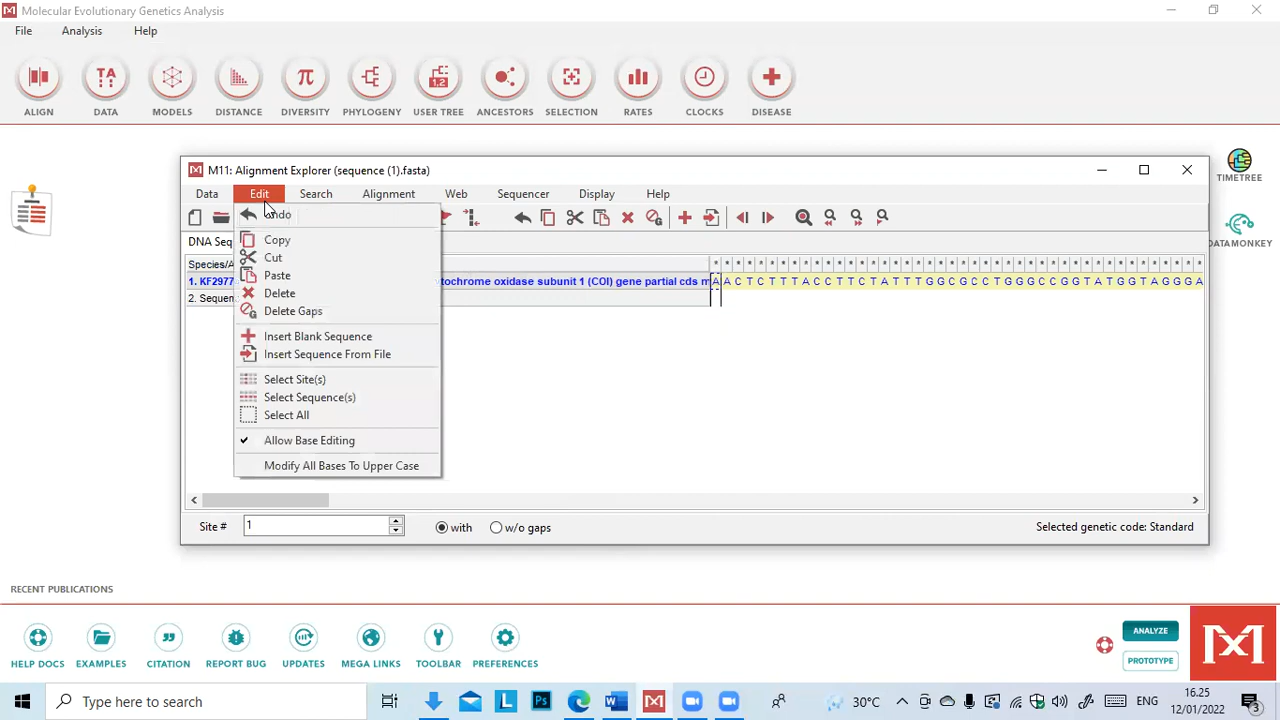 Molecular Evolutionary Genetics Analysis
File Analysis Help
TA
π
1,2
ALIGN DATA MODELS DISTANCE DIVERSITY PHYLOGENY USER TREE ANCESTORS SELECTION RATES CLOCKS DISEASE
M11: Alignment Explorer (sequence (1).fasta)
TIMETREE
Data Edit Search Alignment Web Sequencer Display Help
Undo
DATAMONKEY
DNA Seq
Copy
Cut
Species/A
* * * * * * * * * * * * * * * * * * * * * * * * * * * * * * * * * * * * * * * * * *
Paste
1. KF2977 tochrome oxidase subunit 1 (COI) gene partial cds m A A C T C T T T A C C T T C T A T T T G G C G C C T G G G C C G G T A T G G T A G G G A
Delete
2. Sequen
Delete Gaps
Insert Blank Sequence
Insert Sequence From File
Select Site(s)
Select Sequence(s)
Select All
Allow Base Editing
Modify All Bases To Upper Case
Site # 1 with w/o gaps Selected genetic code: Standard
RECENT PUBLICATIONS
ANALYZE
HELP DOCS EXAMPLES CITATION REPORT BUG UPDATES MEGA LINKS TOOLBAR PREFERENCES
PROTOTYPE
Type here to search
30°C
ENG
16.25
12/01/2022
3